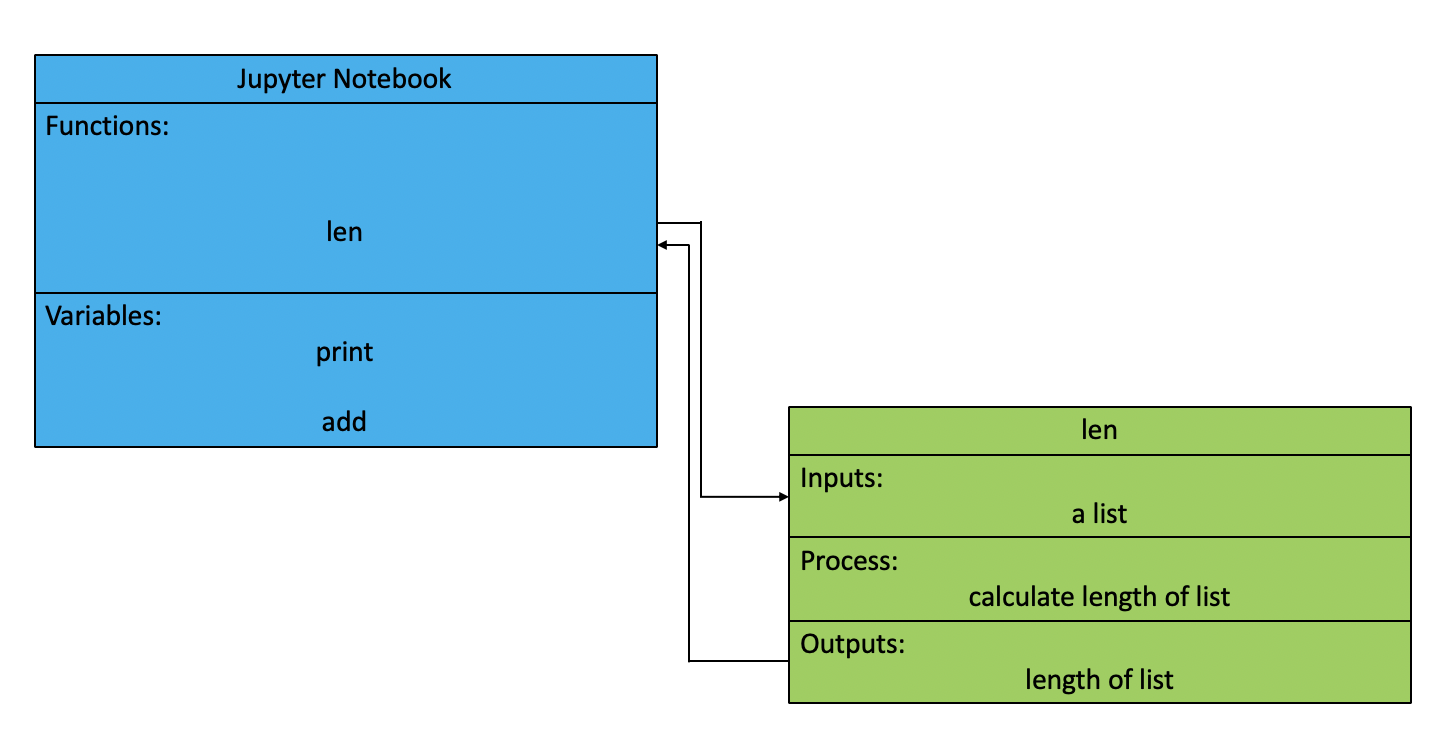 Jupyter Notebook
Functions:
len
Variables:
print
add
len
Inputs:
a list
Process:
calculate length of list
Outputs:
length of list